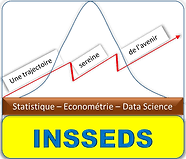 Une trajectoire
sereine
de l'avenir
Statistique – Econométrie – Data Science
INSSEDS